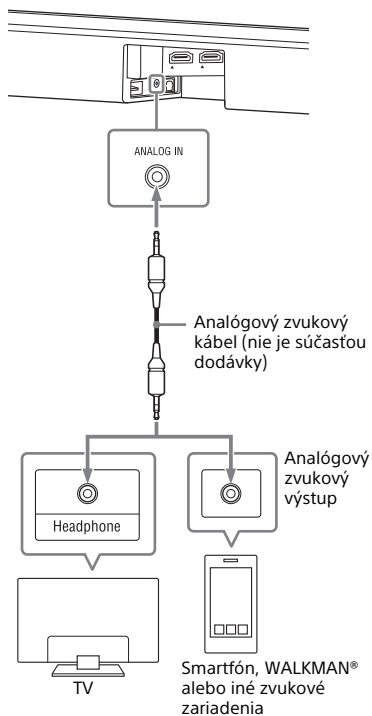 ANALOG IN
Analógový zvukový
kábel (nie je súčasťou
dodávky)
Analógový
zvukový
výstup
Headphone
TV
Smartfón, WALKMAN®
alebo iné zvukové
zariadenia